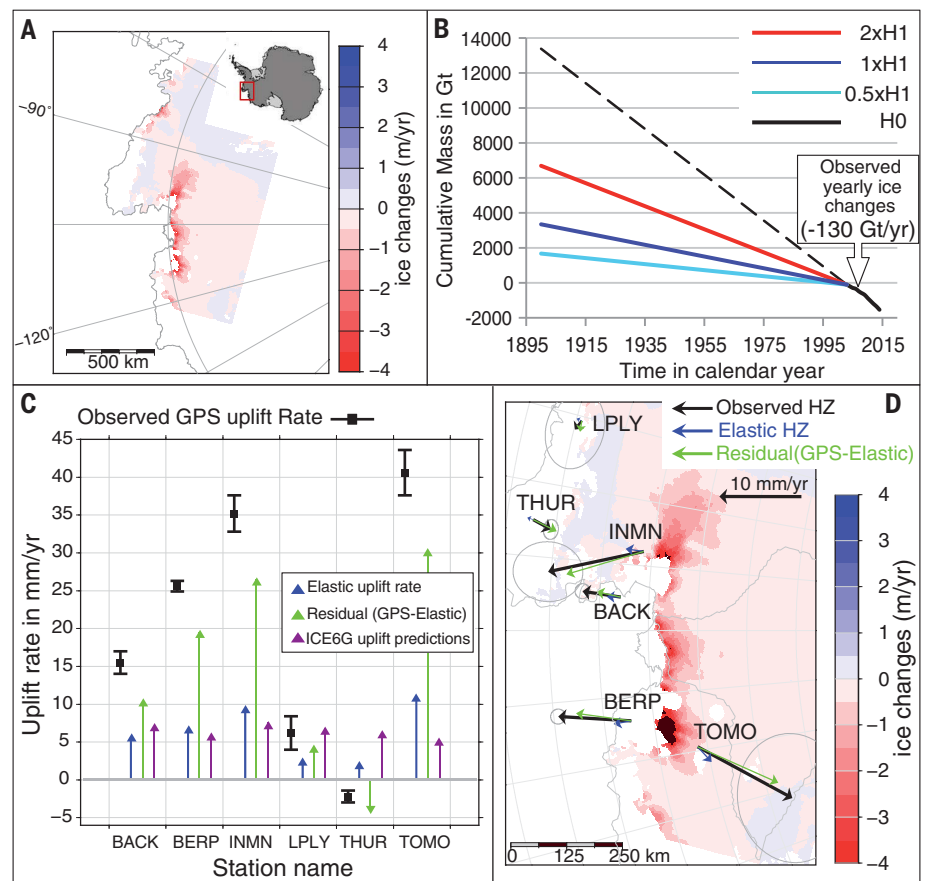 A
-90°
-120°
500 km
4
3
2
1
0
-1
-2
-3
-4
ice changes (m/yr)
B
14000
12000
10000
8000
6000
4000
2000
0
-2000
Cumulative Mass in Gt
2xH1
1xH1
0.5xH1
H0
Observed
yearly ice
changes
(-130 Gt/yr)
1895
1915
1935
1955
1975
1995
2015
Time in calendar year
C
Observed GPS uplift Rate
45
40
35
30
25
20
15
10
5
0
-5
Uplift rate in mm/yr
Elastic uplift rate
Residual (GPS-Elastic)
ICE6G uplift predictions
BACK
BERP
INMN
LPLY
THUR
TOMO
Station name
D
Observed HZ
Elastic HZ
Residual(GPS-Elastic)
10 mm/yr
LPLY
THUR
INMN
BACK
BERP
TOMO
0
125
250 km
4
3
2
1
0
-1
-2
-3
-4
ice changes (m/yr)